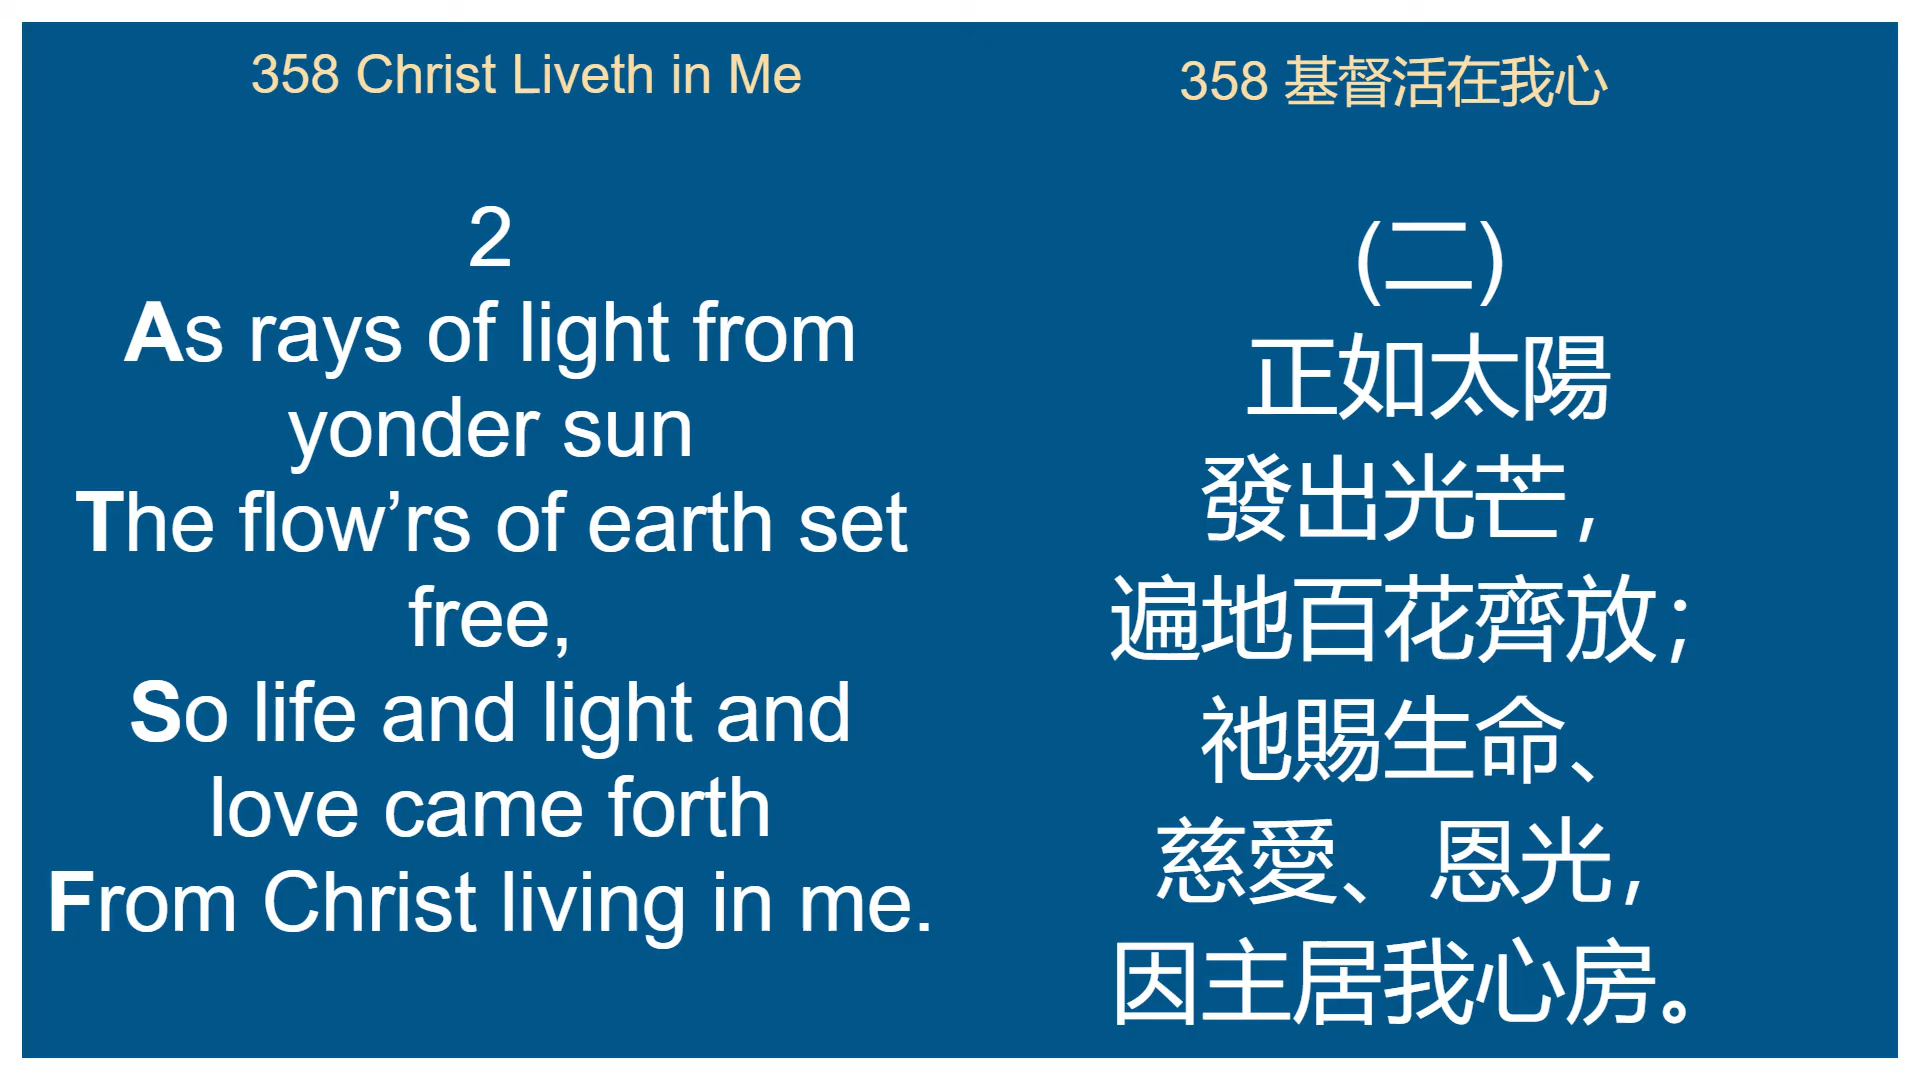 358 Christ Liveth in Me
2
As rays of light from
yonder sun
The flow’rs of earth set
free,
So life and light and
love came forth
From Christ living in me.
358 基督活在我心
(二)
正如太陽
發出光芒，
遍地百花齊放；
祂賜生命、
慈愛、恩光，
因主居我心房。